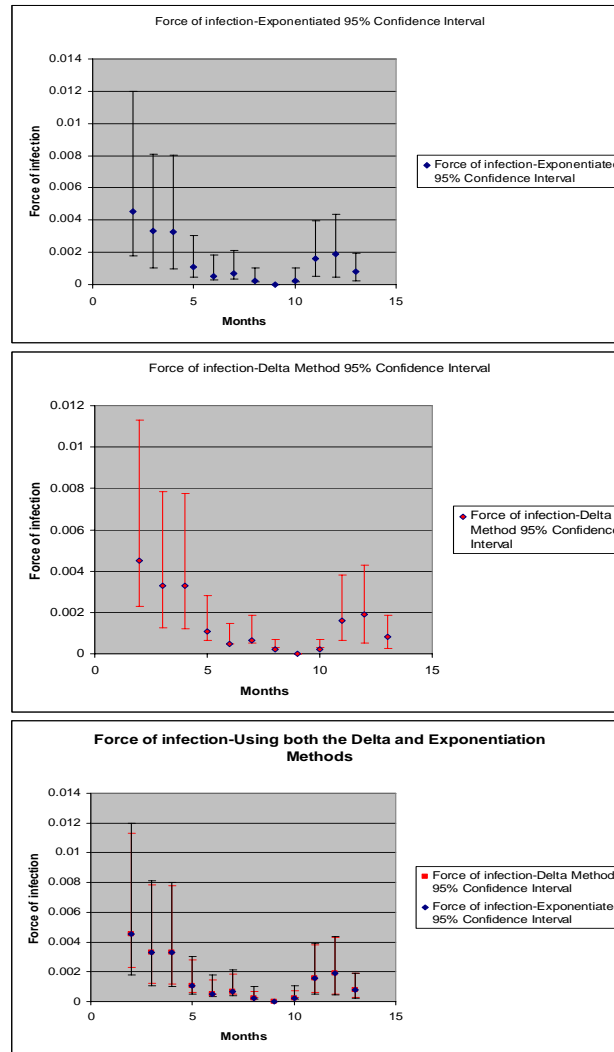 Force of infection-Exponentiated 95% Confidence Interval
0.014
0.012
0.01
0.008
0.006
0.004
0.002
0
0 5 10 15
Force of infection
Months
Force of infection-Exponentiated
95% Confidence Interval
Force of infection-Delta Method 95% Confidence Interval
0.012
0.01
0.008
0.006
0.004
0.002
0
0 5 10 15
Force of infection
Months
Force of infection-Delta
Method 95% Confidence
Interval
Force of infection-Using both the Delta and Exponentiation
Methods
0.014
0.012
0.01
0.008
0.006
0.004
0.002
0
0 5 10 15
Force of infection
Months
Force of infection-Delta Method
95% Confidence Interval
Force of infection-Exponentiate
95% Confidence Interval